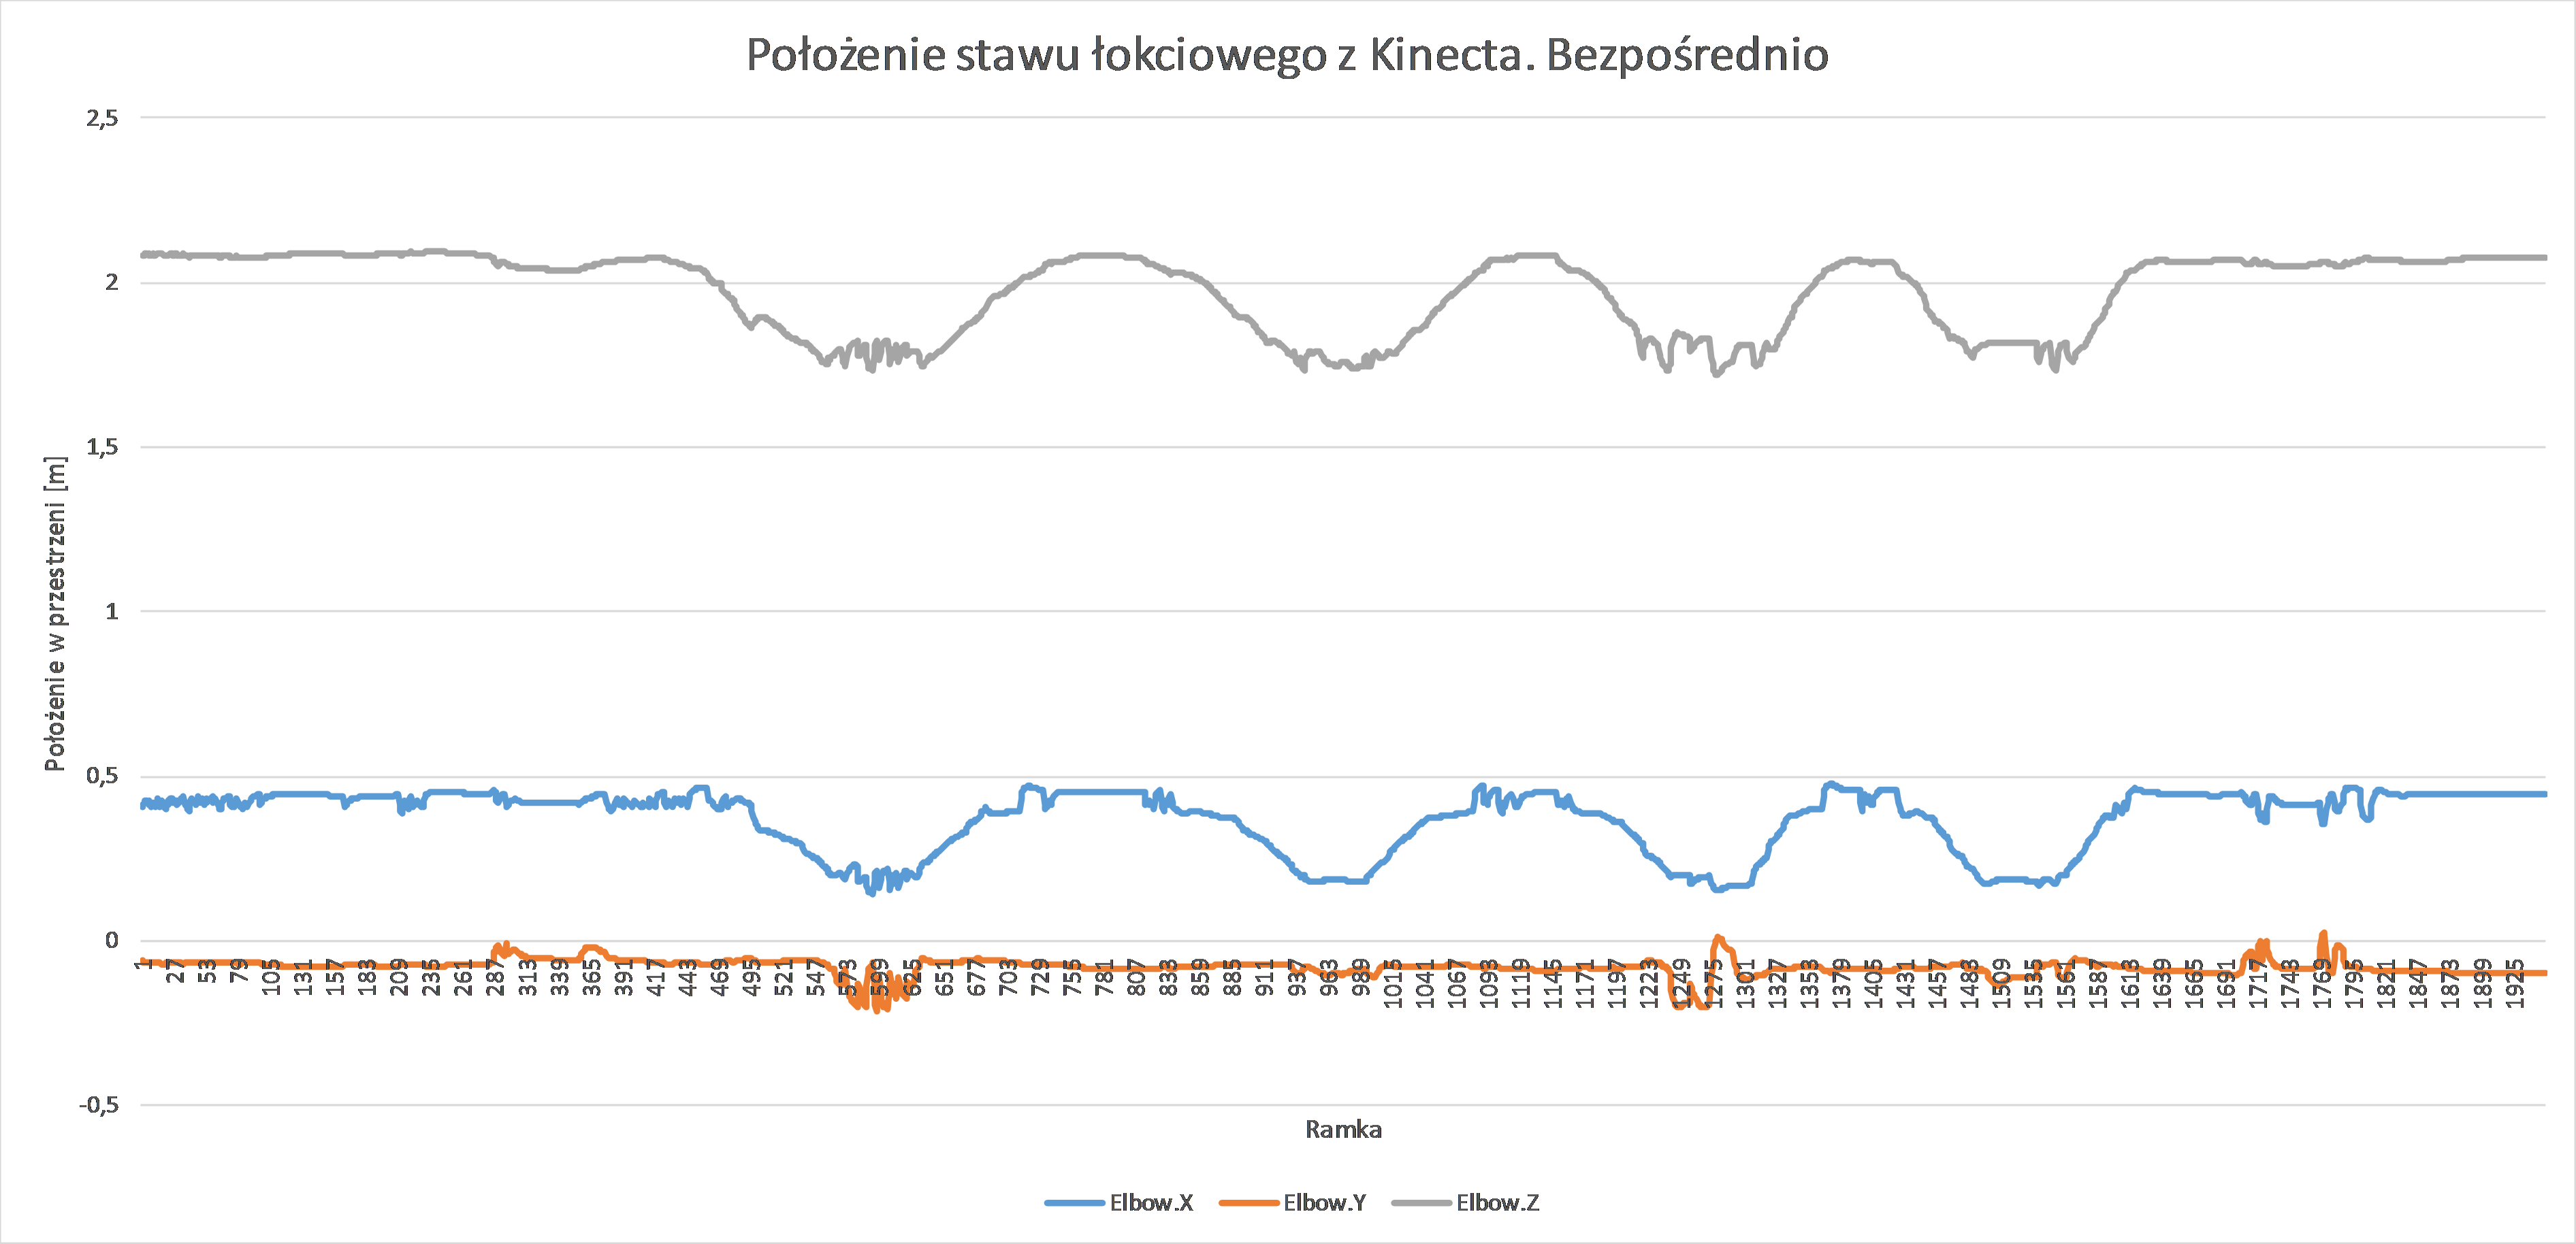 Położenie stawu łokciowego z Kinecta. Bezpośrednio
Położenie w przestrzeni [m]
2,5
2
1,5
1
0,5
0
-0,5
1 27 53 79 105 131 157 183 209 235 261 287 313 339 365 391 417 443 469 495 521 547 573 599 625 651 677 703 729 755 781 807 833 859 885 911 937 963 989 1015 1041 1067 1093 1119 1145 1171 1197 1223 1249 1275 1301 1327 1353 1379 1405 1431 1457 1483 1509 1535 1561 1587 1613 1639 1665 1691 1717 1743 1769 1795 1821 1847 1873 1899 1925
Ramka
Elbow.X Elbow.Y Elbow.Z